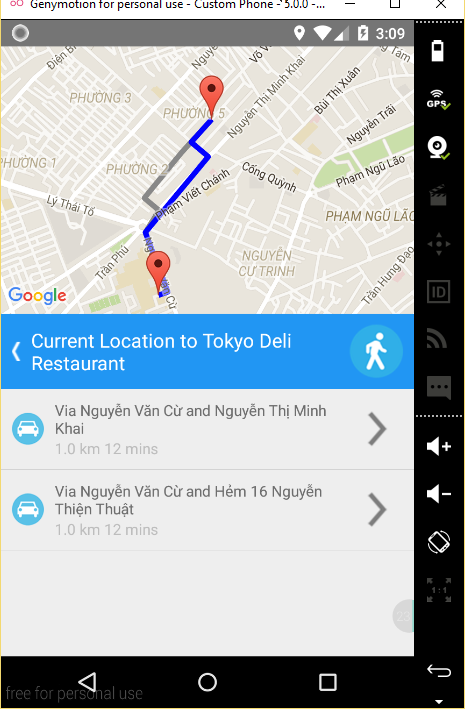 Genymotion for personal use - Custom Phone - 5.0.0 -...
3:09
Điện B
Nguyễn Thị Minh Khai
Bùi Thị Xuân
PHƯỜNG 3
PHƯỜNG 5
Nguyễn Trãi
GPS
PHƯỜNG 1
PHƯỜNG 2
Cống Quỳnh
Phạm Ngũ Lão
Phạm Viết Chánh
Lý Thái Tổ
PHẠM NGŨ LÃO
NGUYỄN
CƯ TRINH
Trần Phú
Trần Hưng Đạo
ID
Google
Current Location to Tokyo Deli
Restaurant
Via Nguyễn Văn Cừ and Nguyễn Thị Minh
Khai
1.0 km 12 mins
Via Nguyễn Văn Cừ and Hẻm 16 Nguyễn
Thiện Thuật
1.0 km 12 mins
1:1
free for personal use